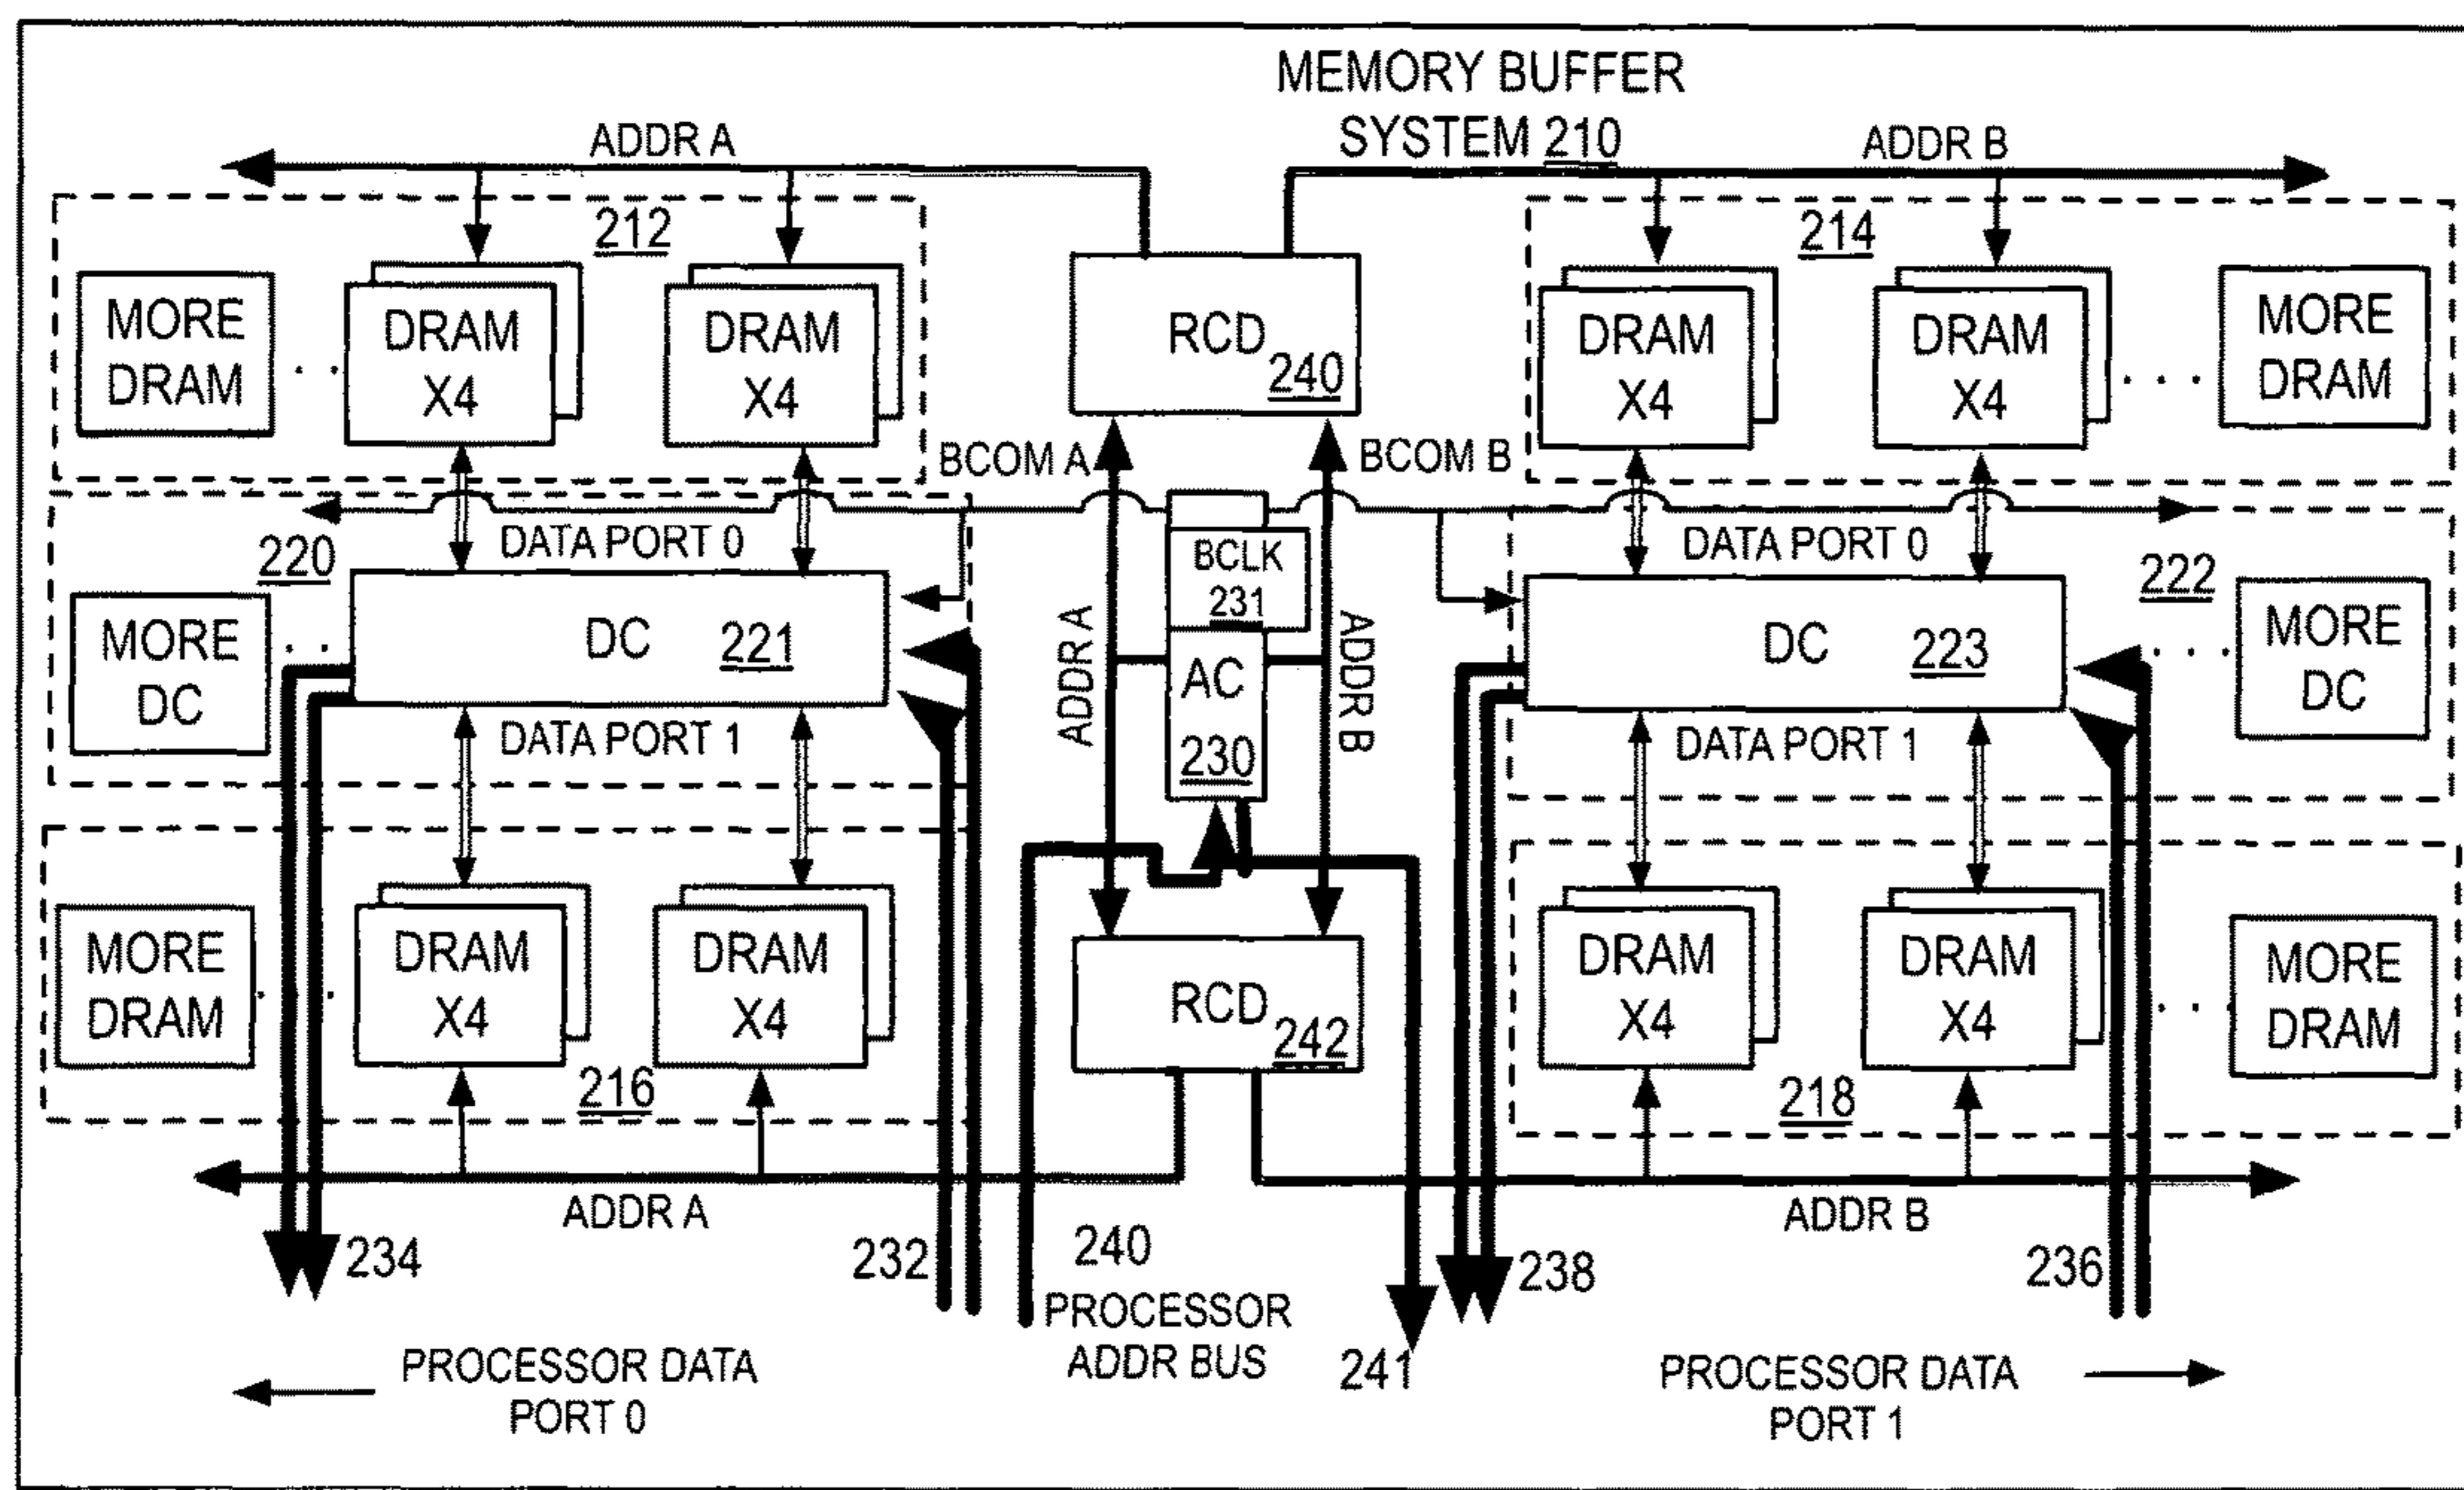 MEMORY BUFFER
SYSTEM 210
ADDR A
ADDR B
212
214
MORE
DRAM
DRAM
X4
DRAM
X4
RCD
240
DRAM
X4
DRAM
X4
MORE
DRAM
BCOM A
BCOM B
220
DATA PORT 0
BCLK
231
DATA PORT 0
222
MORE
DC
DC 221
ADDR A
AC
230
ADDR B
DC 223
MORE
DC
DATA PORT 1
DATA PORT 1
MORE
DRAM
DRAM
X4
DRAM
X4
RCD
242
DRAM
X4
DRAM
X4
MORE
DRAM
216
218
ADDR A
ADDR B
234
232
240
PROCESSOR
ADDR BUS
241
238
236
PROCESSOR DATA
PORT 0
PROCESSOR DATA
PORT 1